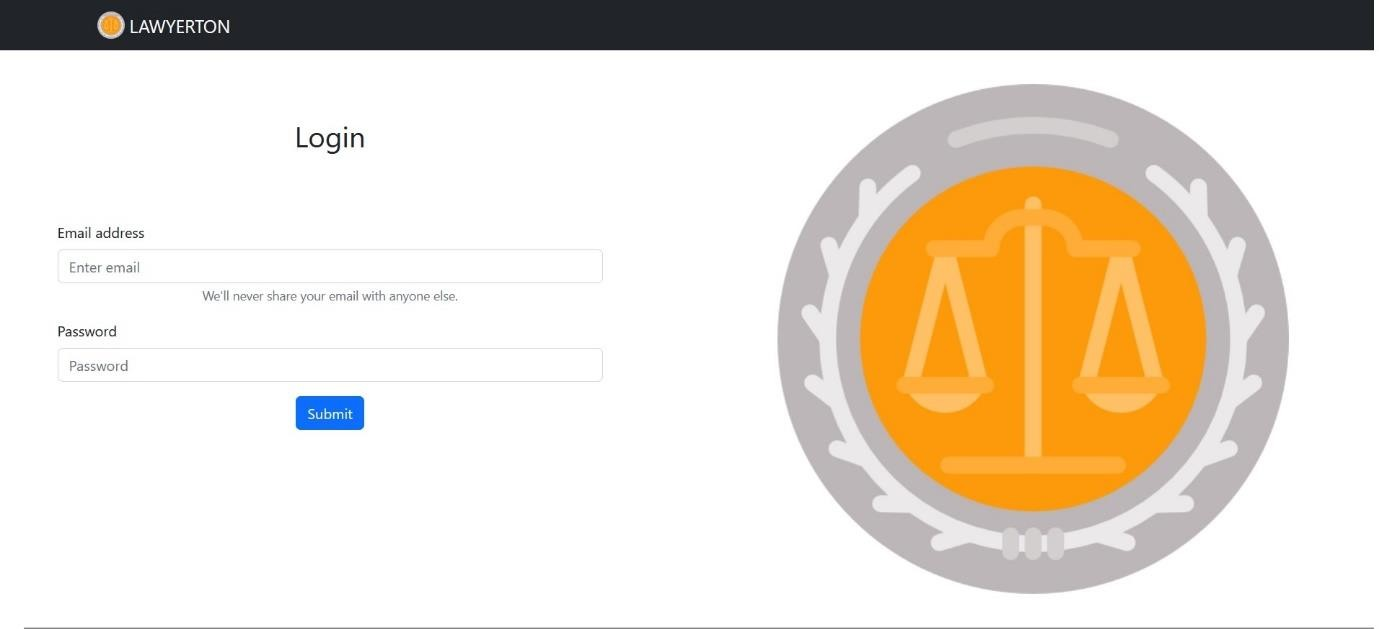 LAWYERTON
Login
Email address
Enter email
We'll never share your email with anyone else.
Password
Password
Submit